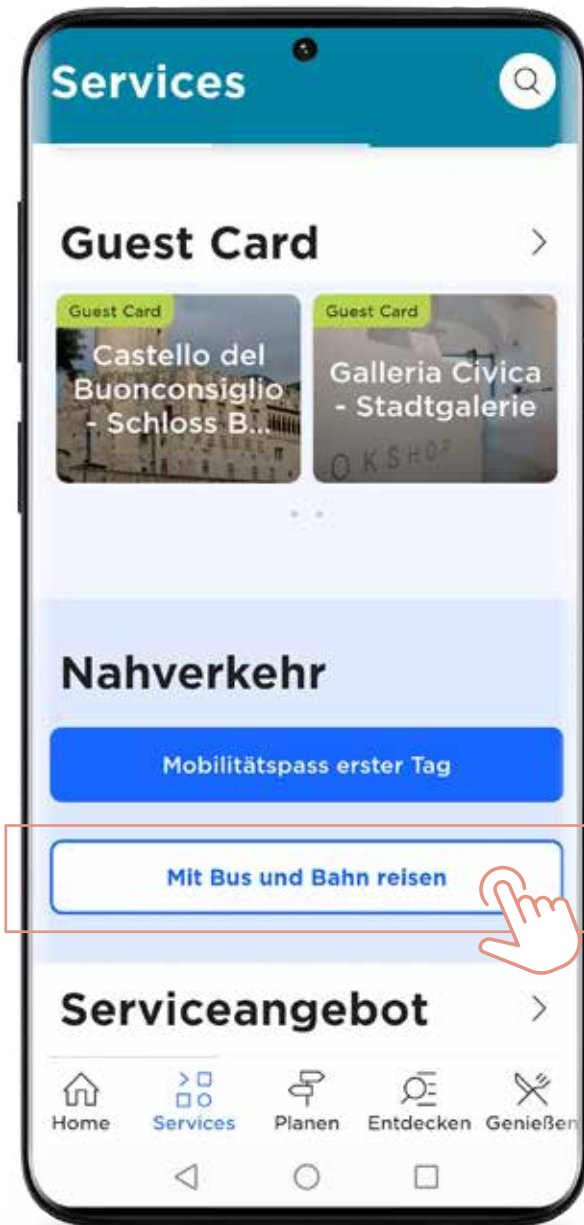 Services
Guest Card
Guest Card
Castello del
Buonconsiglio
- Schloss B...
Guest Card
Galleria Civica
- Stadtgalerie
OKSHOP
Nahverkehr
Mobilitätspass erster Tag
Mit Bus und Bahn reisen
Serviceangebot
Home
Services
Planen
Entdecken
Genießen